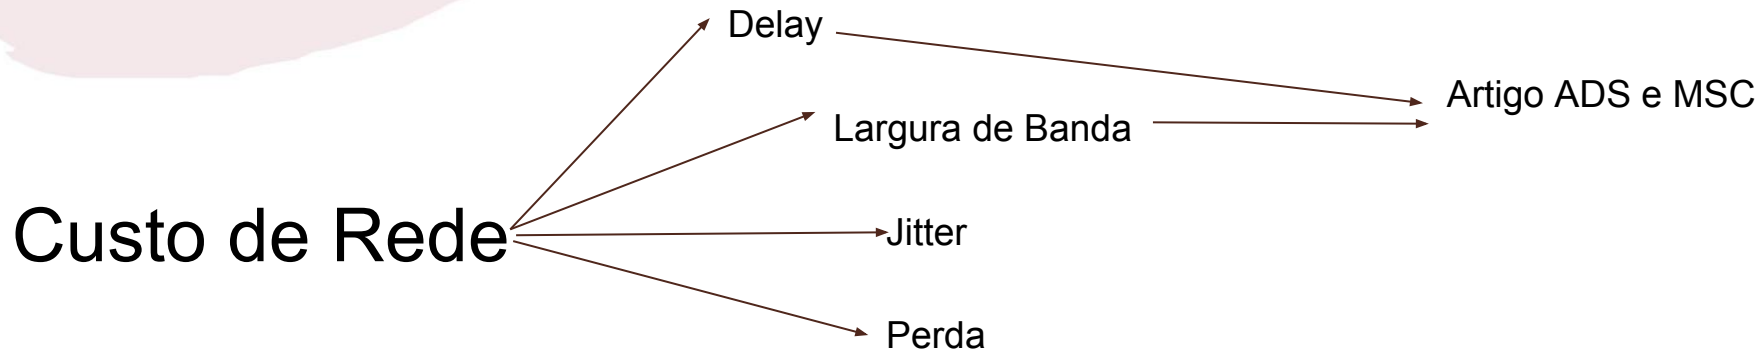 Delay
Artigo ADS e MSC
Largura de Banda
Custo de Rede
Jitter
Perda